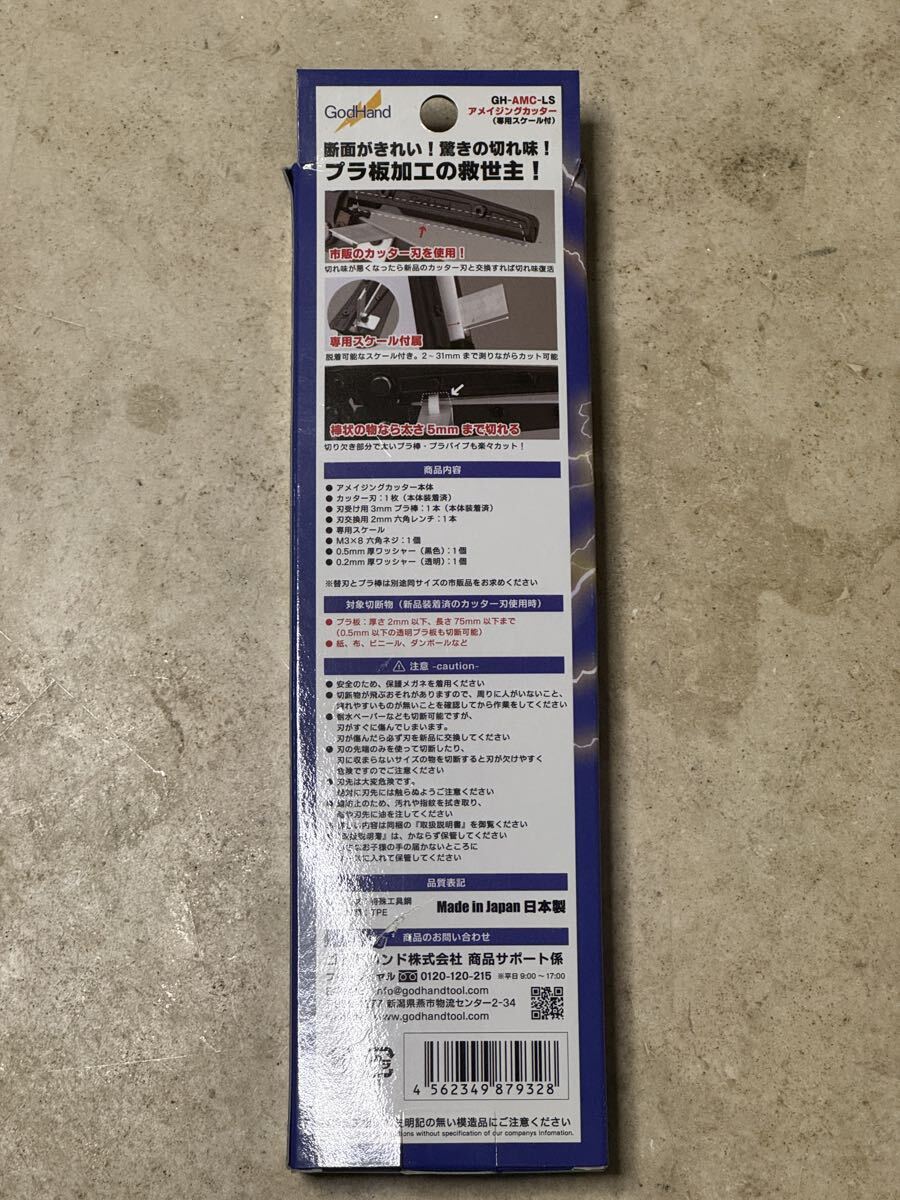 GodHand
GH-AMC-LS
アメイジングカッター
(専用スケール付)
断面がきれい！驚きの切れ味！
プラ板加工の救世主！
市販のカッター刃を使用！
切れ味が悪くなったら新品のカッター刃と交換すれば切れ味復活
専用スケール付属
脱着可能なスケール付き。2～31mmまで測りながらカット可能
棒状の物なら太さ5mmまで切れる
切り欠き部分で太いプラ棒・プラパイプも楽々カット！
商品内容
● アメイジングカッター本体
● カッター刃：1枚（本体装着済）
● 刃受け用3mmプラ棒：1本（本体装着済）
● 刃交換用2mm六角レンチ：1本
● 専用スケール
● M3×8 六角ネジ：1個
● 0.5mm厚ワッシャー（黒色）：1個
● 0.2mm厚ワッシャー（透明）：1個
※替刃とプラ棒は別途同サイズの市販品をお求めください
対象切断物（新品装着済のカッター刃使用時）
● プラ板：厚さ2mm以下、長さ75mm以下まで
（0.5mm以下の透明プラ板も切断可能）
● 紙、布、ビニール、ダンボールなど
⚠ 注意 -caution-
● 安全のため、保護メガネを着用ください
● 切断物が飛ぶおそれがありますので、周りに人がいないこと、
壊れやすいものが無いことを確認してから作業をしてください
● 耐水ペーパーなども切断可能ですが、
刃がすぐに傷んでしまいます。
刃が傷んだら必ず刃を新品に交換してください
● 刃の先端のみを使って切断したり、
刃に収まらないサイズの物を切断すると刃が欠けやすく
危険ですのでご注意ください
● 刃先は大変危険です。
絶対に刃先には触らぬようご注意ください
● 錆防止のため、汚れや指紋を拭き取り、
や刃先に油を注してください
しい内容は同梱の『取扱説明書』を御覧ください
取扱説明書』は、かならず保管してください
なお子様の手の届かないところに
ースに入れて保管してください
品質表記
特殊工具鋼
：TPE
Made in Japan 日本製
商品のお問い合わせ
ゴッドハンド株式会社 商品サポート係
フリーダイヤル 0120-120-215 ※平日 9:00～17:00
info@godhandtool.com
77 新潟県燕市物流センター2-34
www.godhandtool.com
4 562349 879328
説明記の無い模造品にご注意ください
tions without specification of our companys infomation.